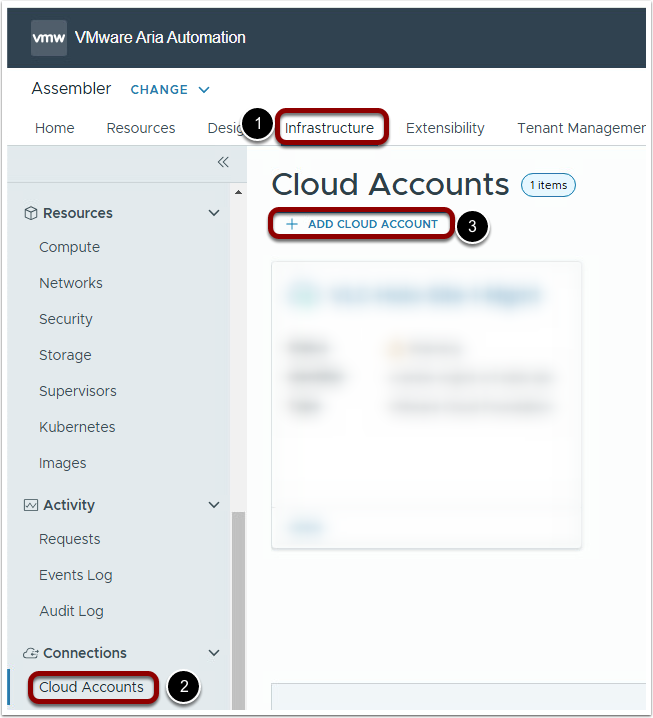 vmw VMware Aria Automation
Assembler CHANGE
Home Resources Desig 1 Infrastructure Extensibility Tenant Managemen
Cloud Accounts 1 items
+ ADD CLOUD ACCOUNT 3
Resources
Compute
Networks
Security
Storage
Supervisors
Kubernetes
Images
Activity
Requests
Events Log
Audit Log
Connections
Cloud Accounts 2